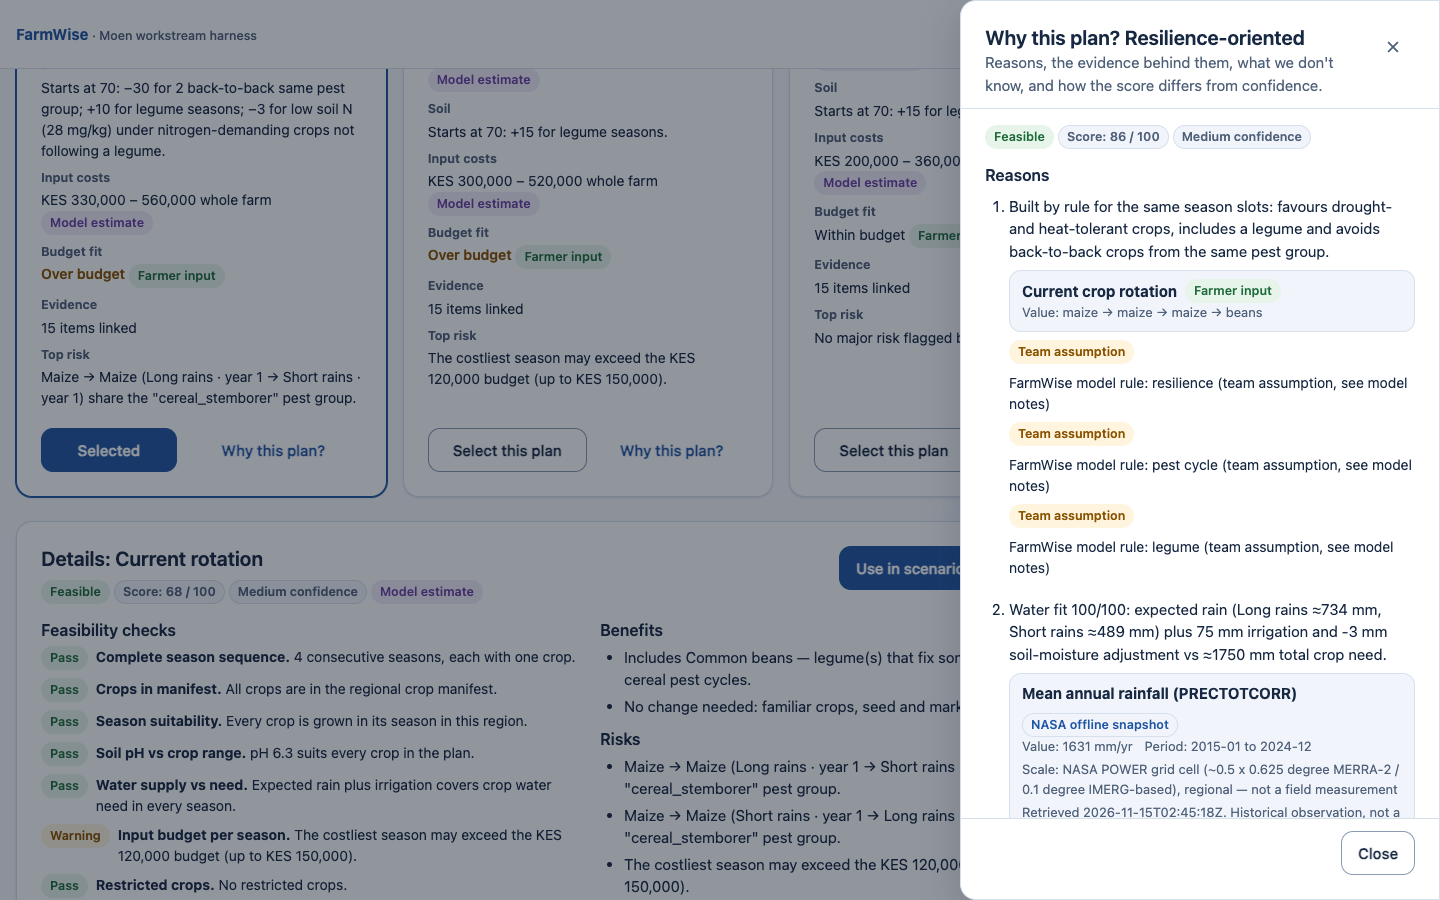 FarmWise · Moen workstream harness
Starts at 70: −30 for 2 back-to-back same pest
group; +10 for legume seasons; −3 for low soil N
(28 mg/kg) under nitrogen-demanding crops not
following a legume.
Input costs
KES 330,000 – 560,000 whole farm
Model estimate
Budget fit
Over budget Farmer input
Evidence
15 items linked
Top risk
Maize → Maize (Long rains · year 1 → Short rains ·
year 1) share the "cereal_stemborer" pest group.
Selected
Why this plan?
Model estimate
Soil
Starts at 70: +15 for legume seasons.
Input costs
KES 300,000 – 520,000 whole farm
Model estimate
Budget fit
Over budget Farmer input
Evidence
15 items linked
Top risk
The costliest season may exceed the KES
120,000 budget (up to KES 150,000).
Select this plan
Why this plan?
Soil
Starts at 70: +15 for
Input costs
KES 200,000 –
Model estimate
Budget fit
Within budget Farmer
Evidence
15 items linked
Top risk
No major risk flagged
Select this plan
Details: Current rotation
Use in scenario
Feasible Score: 68 / 100 Medium confidence Model estimate
Feasibility checks
Pass Complete season sequence. 4 consecutive seasons, each with one crop.
Pass Crops in manifest. All crops are in the regional crop manifest.
Pass Season suitability. Every crop is grown in its season in this region.
Pass Soil pH vs crop range. pH 6.3 suits every crop in the plan.
Pass Water supply vs need. Expected rain plus irrigation covers crop water
need in every season.
Warning Input budget per season. The costliest season may exceed the KES
120,000 budget (up to KES 150,000).
Pass Restricted crops. No restricted crops.
Benefits
• Includes Common beans — legume(s) that fix
cereal pest cycles.
• No change needed: familiar crops, seed and
Risks
• Maize → Maize (Long rains · year 1 → Short rains
"cereal_stemborer" pest group.
• Maize → Maize (Short rains · year 1 → Long rains
"cereal_stemborer" pest group.
• The costliest season may exceed the KES
150,000).
Why this plan? Resilience-oriented
Reasons, the evidence behind them, what we don't
know, and how the score differs from confidence.
Feasible Score: 86 / 100 Medium confidence
Reasons
1. Built by rule for the same season slots: favours drought-
and heat-tolerant crops, includes a legume and avoids
back-to-back crops from the same pest group.
Current crop rotation Farmer input
Value: maize → maize → maize → beans
Team assumption
FarmWise model rule: resilience (team assumption, see model
notes)
Team assumption
FarmWise model rule: pest cycle (team assumption, see model
notes)
Team assumption
FarmWise model rule: legume (team assumption, see model
notes)
2. Water fit 100/100: expected rain (Long rains ≈734 mm,
Short rains ≈489 mm) plus 75 mm irrigation and -3 mm
soil-moisture adjustment vs ≈1750 mm total crop need.
Mean annual rainfall (PRECTOTCORR)
NASA offline snapshot
Value: 1631 mm/yr Period: 2015-01 to 2024-12
Scale: NASA POWER grid cell (~0.5 x 0.625 degree MERRA-2 /
0.1 degree IMERG-based), regional — not a field measurement
Retrieved 2026-11-15T02:45:18Z. Historical observation, not a
Close